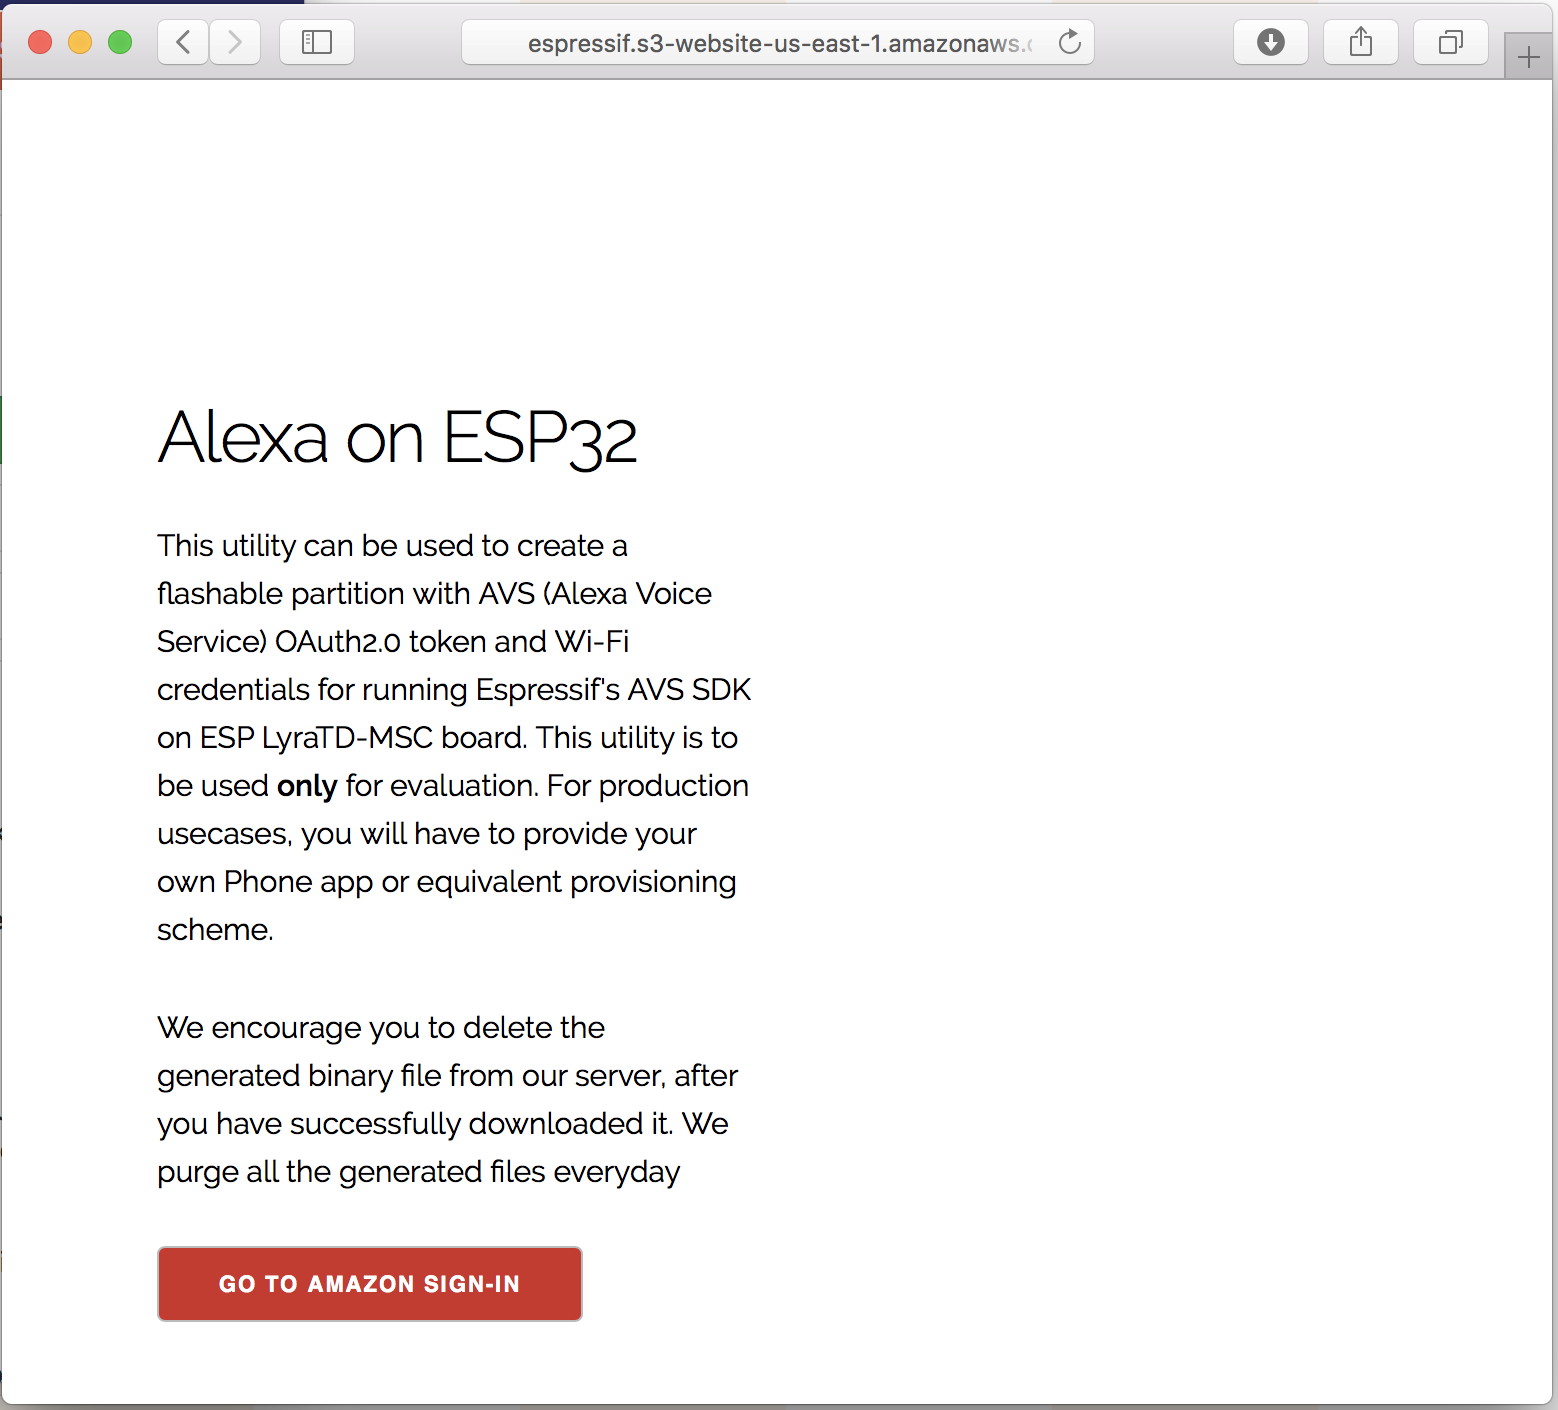 espressif.s3-website-us-east-1.amazonaws.
Alexa on ESP32
This utility can be used to create a
flashable partition with AVS (Alexa Voice
Service) OAuth2.0 token and Wi-Fi
credentials for running Espressif's AVS SDK
on ESP LyraTD-MSC board. This utility is to
be used only for evaluation. For production
usecases, you will have to provide your
own Phone app or equivalent provisioning
scheme.
We encourage you to delete the
generated binary file from our server, after
you have successfully downloaded it. We
purge all the generated files everyday
GO TO AMAZON SIGN-IN